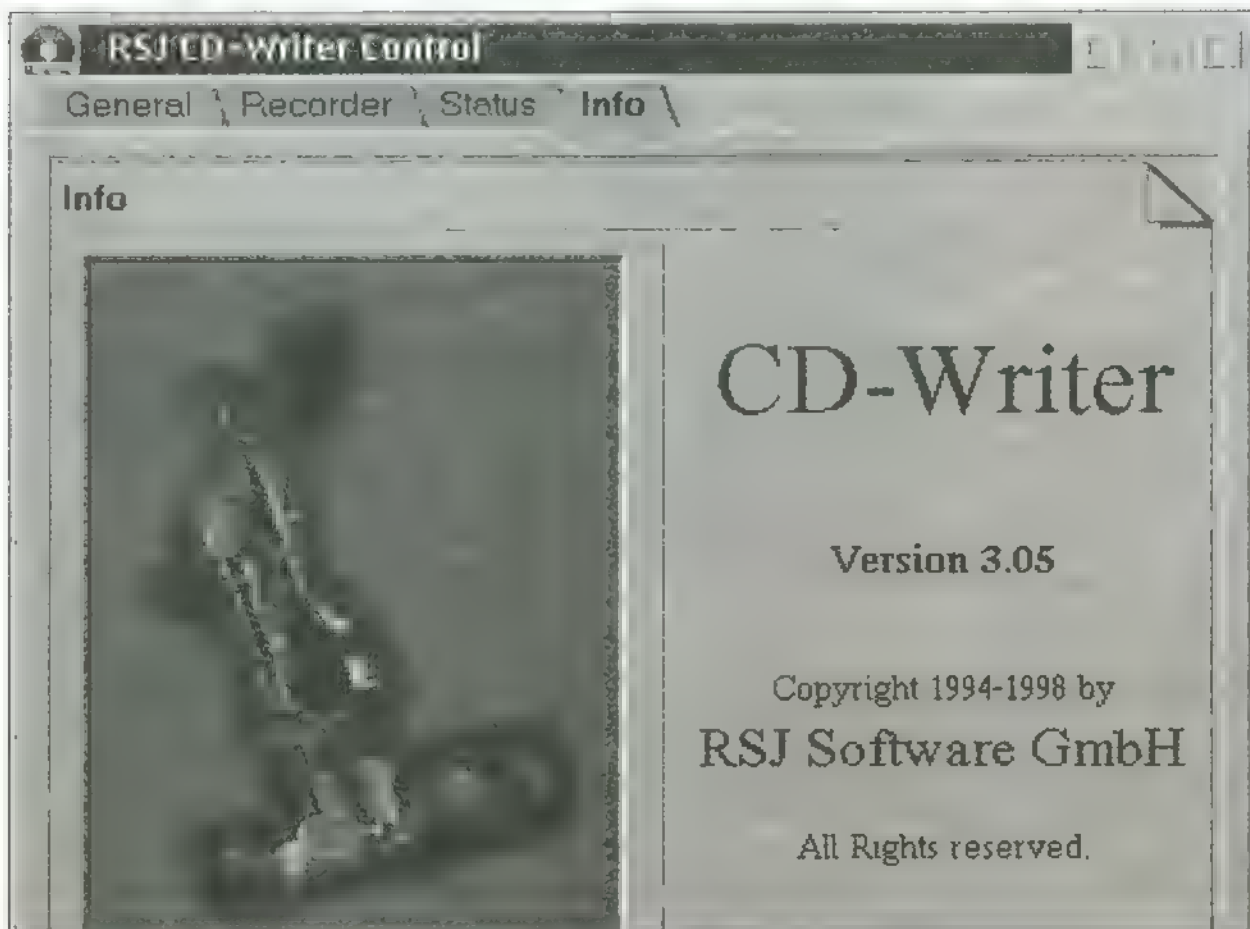 RSJ CD-Writer Control
General Recorder Status Info
Info
CD-Writer
Version 3.05
Copyright 1994-1998 by
RSJ Software GmbH
All Rights reserved.